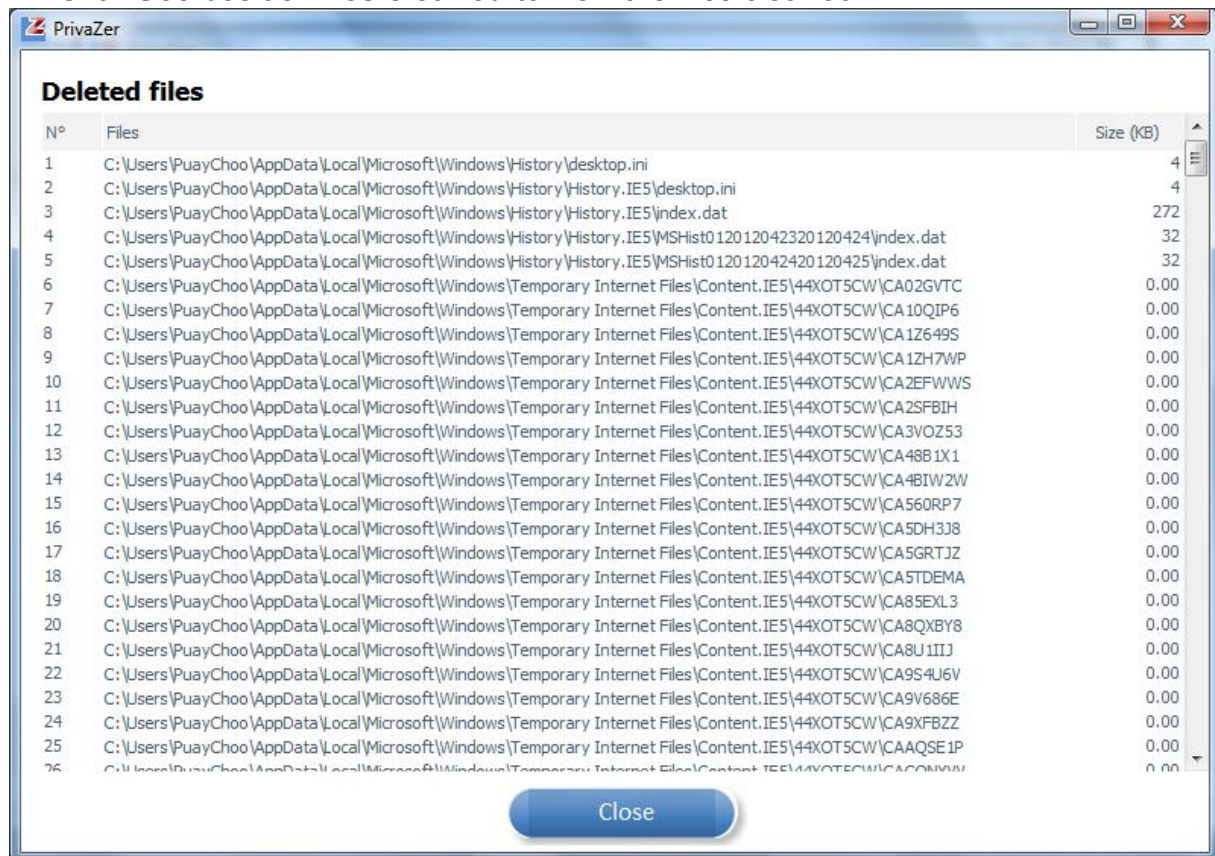 PrivaZer
Deleted files
N° Files Size (KB)
1 C:\Users\PuayChoo\AppData\Local\Microsoft\Windows\History\desktop.ini 4
2 C:\Users\PuayChoo\AppData\Local\Microsoft\Windows\History\History.IE5\desktop.ini 4
3 C:\Users\PuayChoo\AppData\Local\Microsoft\Windows\History\History.IE5\index.dat 272
4 C:\Users\PuayChoo\AppData\Local\Microsoft\Windows\History\History.IE5\MSHist012012042320120424\index.dat 32
5 C:\Users\PuayChoo\AppData\Local\Microsoft\Windows\History\History.IE5\MSHist012012042420120425\index.dat 32
6 C:\Users\PuayChoo\AppData\Local\Microsoft\Windows\Temporary Internet Files\Content.IE5\44XOT5CW\CA02GVTC 0.00
7 C:\Users\PuayChoo\AppData\Local\Microsoft\Windows\Temporary Internet Files\Content.IE5\44XOT5CW\CA10QIP6 0.00
8 C:\Users\PuayChoo\AppData\Local\Microsoft\Windows\Temporary Internet Files\Content.IE5\44XOT5CW\CA1Z649S 0.00
9 C:\Users\PuayChoo\AppData\Local\Microsoft\Windows\Temporary Internet Files\Content.IE5\44XOT5CW\CA1ZH7WP 0.00
10 C:\Users\PuayChoo\AppData\Local\Microsoft\Windows\Temporary Internet Files\Content.IE5\44XOT5CW\CA2EFWWS 0.00
11 C:\Users\PuayChoo\AppData\Local\Microsoft\Windows\Temporary Internet Files\Content.IE5\44XOT5CW\CA2SFBIH 0.00
12 C:\Users\PuayChoo\AppData\Local\Microsoft\Windows\Temporary Internet Files\Content.IE5\44XOT5CW\CA3VOZ53 0.00
13 C:\Users\PuayChoo\AppData\Local\Microsoft\Windows\Temporary Internet Files\Content.IE5\44XOT5CW\CA48B1X1 0.00
14 C:\Users\PuayChoo\AppData\Local\Microsoft\Windows\Temporary Internet Files\Content.IE5\44XOT5CW\CA4BIW2W 0.00
15 C:\Users\PuayChoo\AppData\Local\Microsoft\Windows\Temporary Internet Files\Content.IE5\44XOT5CW\CA560RP7 0.00
16 C:\Users\PuayChoo\AppData\Local\Microsoft\Windows\Temporary Internet Files\Content.IE5\44XOT5CW\CA5DH3J8 0.00
17 C:\Users\PuayChoo\AppData\Local\Microsoft\Windows\Temporary Internet Files\Content.IE5\44XOT5CW\CA5GRTJZ 0.00
18 C:\Users\PuayChoo\AppData\Local\Microsoft\Windows\Temporary Internet Files\Content.IE5\44XOT5CW\CA5TDEMA 0.00
19 C:\Users\PuayChoo\AppData\Local\Microsoft\Windows\Temporary Internet Files\Content.IE5\44XOT5CW\CA85EXL3 0.00
20 C:\Users\PuayChoo\AppData\Local\Microsoft\Windows\Temporary Internet Files\Content.IE5\44XOT5CW\CA8QXBY8 0.00
21 C:\Users\PuayChoo\AppData\Local\Microsoft\Windows\Temporary Internet Files\Content.IE5\44XOT5CW\CA8U1IIJ 0.00
22 C:\Users\PuayChoo\AppData\Local\Microsoft\Windows\Temporary Internet Files\Content.IE5\44XOT5CW\CA9S4U6V 0.00
23 C:\Users\PuayChoo\AppData\Local\Microsoft\Windows\Temporary Internet Files\Content.IE5\44XOT5CW\CA9V686E 0.00
24 C:\Users\PuayChoo\AppData\Local\Microsoft\Windows\Temporary Internet Files\Content.IE5\44XOT5CW\CA9XFBZZ 0.00
25 C:\Users\PuayChoo\AppData\Local\Microsoft\Windows\Temporary Internet Files\Content.IE5\44XOT5CW\CAAQSE1P 0.00
26 0.00
Close